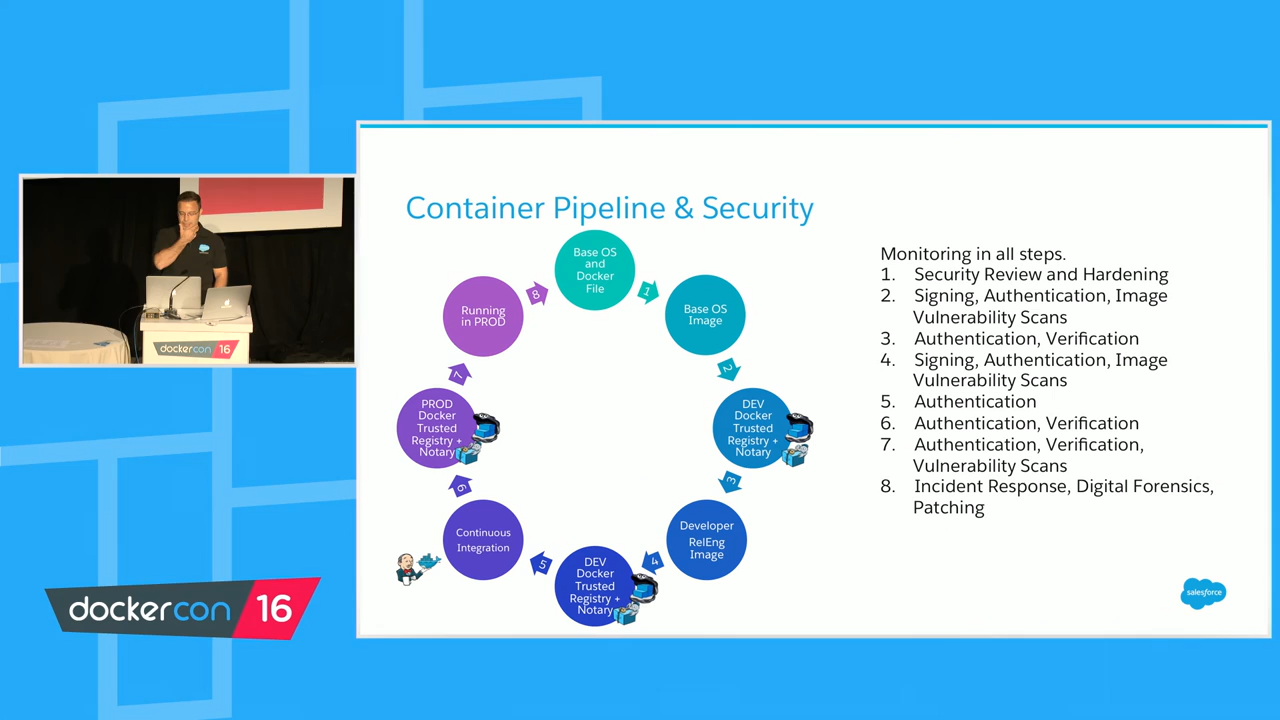 Container Pipeline & Security
Base OS
and
Docker
File
1
Base OS
Image
2
DEV
Docker
Trusted
Registry +
Notary
3
Developer
RelEng
Image
4
DEV
Docker
Trusted
Registry +
Notary
5
Continuous
Integration
6
PROD
Docker
Trusted
Registry +
Notary
7
Running
in PROD
8
Monitoring in all steps.
1. Security Review and Hardening
2. Signing, Authentication, Image
Vulnerability Scans
3. Authentication, Verification
4. Signing, Authentication, Image
Vulnerability Scans
5. Authentication
6. Authentication, Verification
7. Authentication, Verification,
Vulnerability Scans
8. Incident Response, Digital Forensics,
Patching
salesforce
dockercon 16
dockercon 16